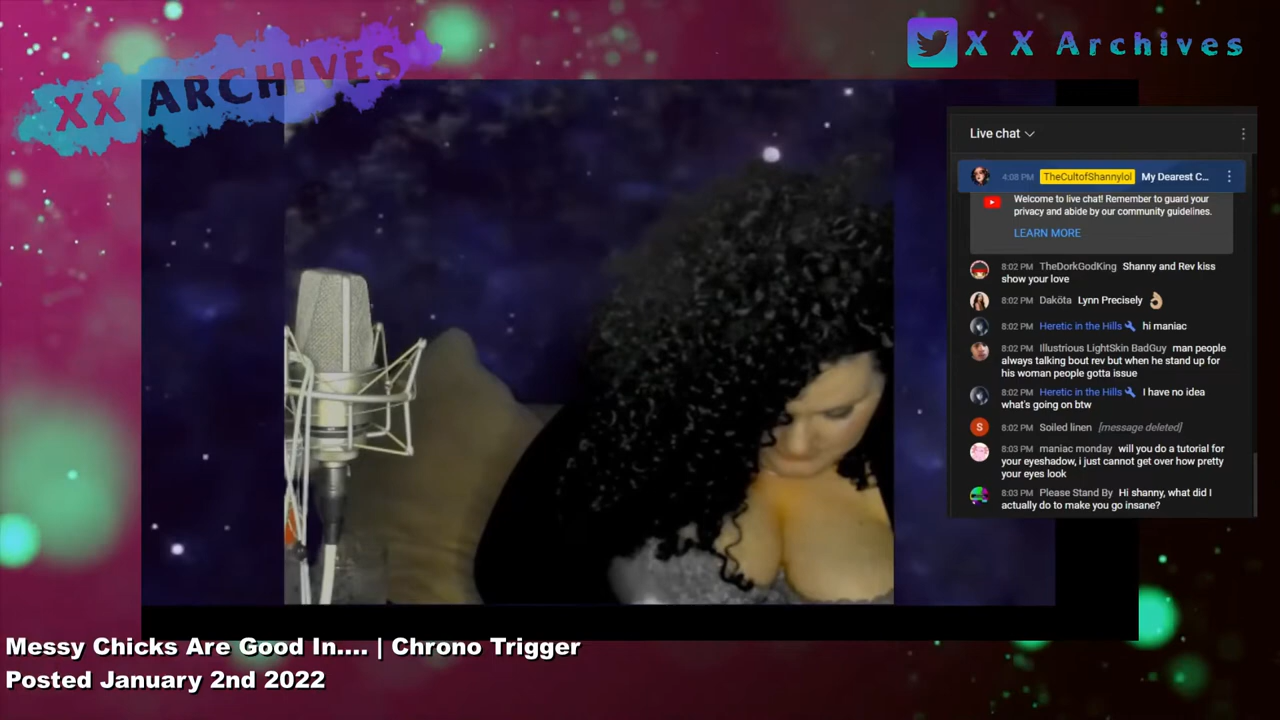 XX ARCHIVES
X X Archives
Live chat
4:08 PM TheCultofShannylol My Dearest C...
Welcome to live chat! Remember to guard your
privacy and abide by our community guidelines.
LEARN MORE
8:02 PM TheDorkGodKing Shanny and Rev kiss
show your love
8:02 PM Daköta Lynn Precisely 👌🏼
8:02 PM Heretic in the Hills hi maniac
8:02 PM Illustrious LightSkin BadGuy man people
always talking bout rev but when he stand up for
his woman people gotta issue
8:02 PM Heretic in the Hills I have no idea
what's going on btw
8:02 PM Soiled linen [message deleted]
8:03 PM maniac monday will you do a tutorial for
your eyeshadow, i just cannot get over how pretty
your eyes look
8:03 PM Please Stand By Hi shanny, what did I
actually do to make you go insane?
Messy Chicks Are Good In.... | Chrono Trigger
Posted January 2nd 2022